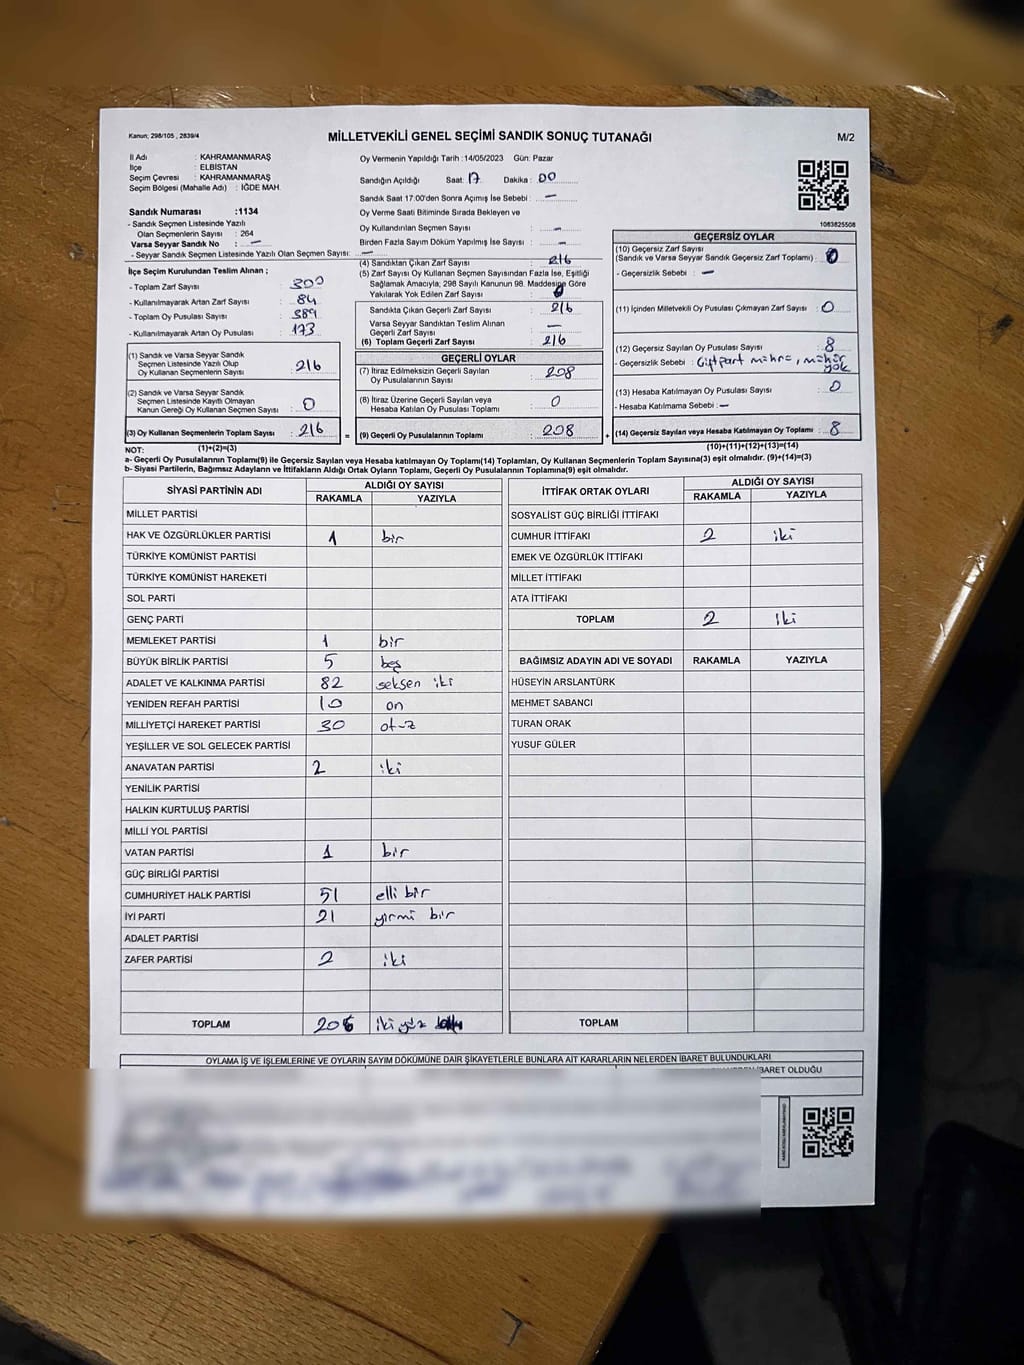 Kanun; 298/105 , 2839/4
MİLLETVEKİLİ GENEL SEÇİMİ SANDIK SONUÇ TUTANAĞI
M/2
İl Adı : KAHRAMANMARAŞ
İlçe : ELBİSTAN
Seçim Çevresi : KAHRAMANMARAŞ
Seçim Bölgesi (Mahalle Adı) : İĞDE MAH.
Sandık Numarası :1134
- Sandık Seçmen Listesinde Yazılı
Olan Seçmenlerin Sayısı : 264
Varsa Seyyar Sandık No : —
- Seyyar Sandık Seçmen Listesinde Yazılı Olan Seçmen Sayısı: —
İlçe Seçim Kurulundan Teslim Alınan ;
- Toplam Zarf Sayısı : 300
- Kullanılmayarak Artan Zarf Sayısı : 84
- Toplam Oy Pusulası Sayısı : 389
- Kullanılmayarak Artan Oy Pusulası : 173
(1) Sandık ve Varsa Seyyar Sandık
Seçmen Listesinde Yazılı Olup
Oy Kullanan Seçmenlerin Sayısı : 216
(2) Sandık ve Varsa Seyyar Sandık
Seçmen Listesinde Kayıtlı Olmayan
Kanun Gereği Oy Kullanan Seçmen Sayısı : 0
(3) Oy Kullanan Seçmenlerin Toplam Sayısı : 216
(1)+(2)=(3)
Oy Vermenin Yapıldığı Tarih :14/05/2023 Gün: Pazar
Sandığın Açıldığı Saat: 17 Dakika : 00
Sandık Saat 17:00'den Sonra Açımış İse Sebebi : —
Oy Verme Saati Bitiminde Sırada Bekleyen ve
Oy Kullandırılan Seçmen Sayısı : —
Birden Fazla Sayım Döküm Yapılmış İse Sayısı : —
(4) Sandıktan Çıkan Zarf Sayısı : 216
(5) Zarf Sayısı Oy Kullanan Seçmen Sayısından Fazla İse, Eşitliği
Sağlamak Amacıyla; 298 Sayılı Kanunun 98. Maddesine Göre
Yakılarak Yok Edilen Zarf Sayısı : 0
Sandıkta Çıkan Geçerli Zarf Sayısı : 216
Varsa Seyyar Sandıktan Teslim Alınan
Geçerli Zarf Sayısı : —
(6) Toplam Geçerli Zarf Sayısı : 216
GEÇERLİ OYLAR
(7) İtiraz Edilmeksizin Geçerli Sayılan
Oy Pusulalarının Sayısı : 208
(8) İtiraz Üzerine Geçerli Sayılan veya
Hesaba Katılan Oy Pusulası Toplamı : 0
= (9) Geçerli Oy Pusulalarının Toplamı : 208 +
1083825508
GEÇERSİZ OYLAR
(10) Geçersiz Zarf Sayısı
(Sandık ve Varsa Seyyar Sandık Geçersiz Zarf Toplamı) : 0
- Geçersizlik Sebebi : —
(11) İçinden Milletvekili Oy Pusulası Çıkmayan Zarf Sayısı : 0
(12) Geçersiz Sayılan Oy Pusulası Sayısı : 8
- Geçersizlik Sebebi : Çiftpart mühre, mühür yok
(13) Hesaba Katılmayan Oy Pusulası Sayısı : 0
- Hesaba Katılmama Sebebi : —
(14) Geçersiz Sayılan veya Hesaba Katılmayan Oy Toplamı : 8
(10)+(11)+(12)+(13)=(14)
NOT:
a- Geçerli Oy Pusulalarının Toplamı(9) ile Geçersiz Sayılan veya Hesaba Katılmayan Oy Toplamı(14) Toplamları, Oy Kullanan Seçmenlerin Toplam Sayısına(3) eşit olmalıdır. (9)+(14)=(3)
b- Siyasi Partilerin, Bağımsız Adayların ve İttifakların Aldığı Ortak Oyların Toplamı, Geçerli Oy Pusulalarının Toplamına(9) eşit olmalıdır.
SİYASİ PARTİNİN ADI ALDIĞI OY SAYISI
RAKAMLA YAZIYLA
MİLLET PARTİSİ
HAK VE ÖZGÜRLÜKLER PARTİSİ 1 bir
TÜRKİYE KOMÜNİST PARTİSİ
TÜRKİYE KOMÜNİST HAREKETİ
SOL PARTİ
GENÇ PARTİ
MEMLEKET PARTİSİ 1 bir
BÜYÜK BİRLİK PARTİSİ 5 beş
ADALET VE KALKINMA PARTİSİ 82 seksen iki
YENİDEN REFAH PARTİSİ 10 on
MİLLİYETÇİ HAREKET PARTİSİ 30 otuz
YEŞİLLER VE SOL GELECEK PARTİSİ
ANAVATAN PARTİSİ 2 iki
YENİLİK PARTİSİ
HALKIN KURTULUŞ PARTİSİ
MİLLİ YOL PARTİSİ
VATAN PARTİSİ 1 bir
GÜÇ BİRLİĞİ PARTİSİ
CUMHURİYET HALK PARTİSİ 51 elli bir
İYİ PARTİ 21 yirmi bir
ADALET PARTİSİ
ZAFER PARTİSİ 2 iki
TOPLAM 206 iki yüz
İTTİFAK ORTAK OYLARI ALDIĞI OY SAYISI
RAKAMLA YAZIYLA
SOSYALIST GÜÇ BİRLİĞİ İTTİFAKI
CUMHUR İTTİFAKI 2 iki
EMEK VE ÖZGÜRLÜK İTTİFAKI
MİLLET İTTİFAKI
ATA İTTİFAKI
TOPLAM 2 iki
BAĞIMSIZ ADAYIN ADI VE SOYADI RAKAMLA YAZIYLA
HÜSEYİN ARSLANTÜRK
MEHMET SABANCI
TURAN ORAK
YUSUF GÜLER
TOPLAM
OYLAMA İŞ VE İŞLEMLERİNE VE OYLARIN SAYIM DÖKÜMÜNE DAİR ŞİKAYETLERLE BUNLARA AİT KARARLARIN NELERDEN İBARET BULUNDUKLARI
İBARET OLDUĞU